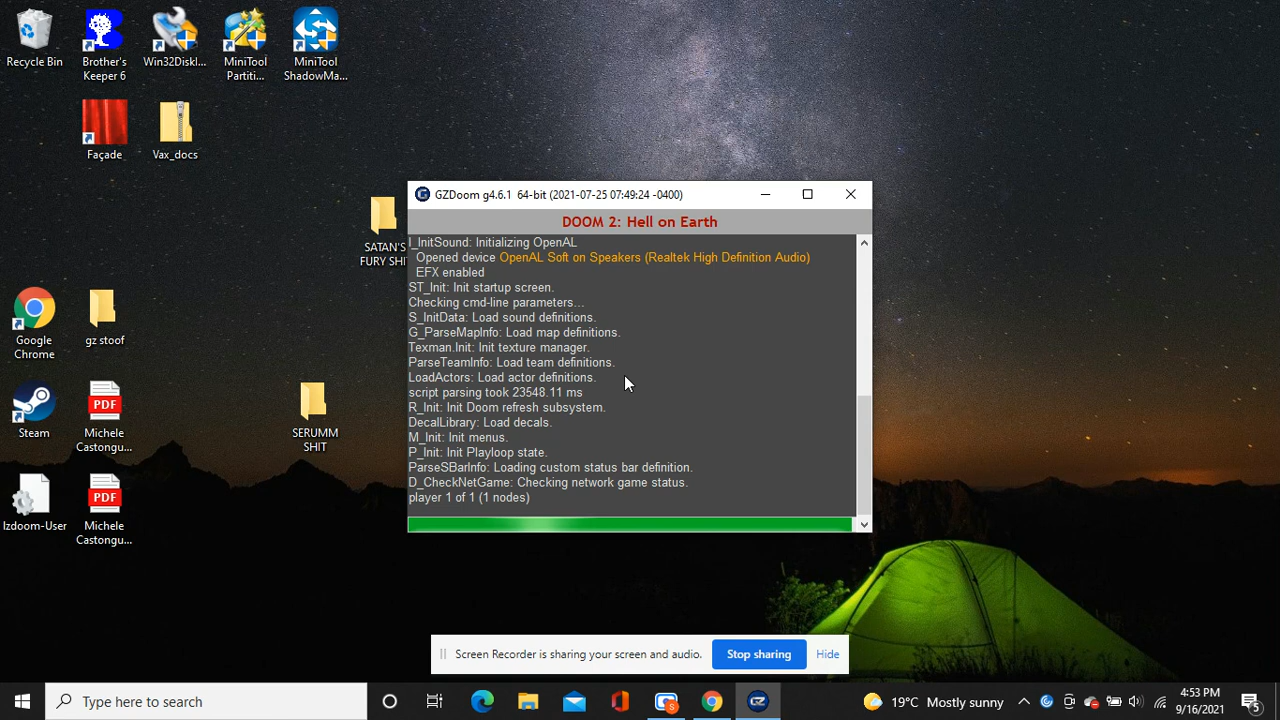 Recycle Bin
Brother's
Keeper 6
Win32Diskl...
MiniTool
Partiti...
MiniTool
ShadowMa...
Façade
Vax_docs
SATAN'S
FURY SHI
Google
Chrome
gz stoof
Steam
PDF
Michele
Castongu...
SERUMM
SHIT
lzdoom-User
PDF
Michele
Castongu...
GZDoom g4.6.1 64-bit (2021-07-25 07:49:24 -0400)
DOOM 2: Hell on Earth
I_InitSound: Initializing OpenAL
Opened device OpenAL Soft on Speakers (Realtek High Definition Audio)
EFX enabled
ST_Init: Init startup screen.
Checking cmd-line parameters...
S_InitData: Load sound definitions.
G_ParseMapInfo: Load map definitions.
Texman.Init: Init texture manager.
ParseTeamInfo: Load team definitions.
LoadActors: Load actor definitions.
script parsing took 23548.11 ms
R_Init: Init Doom refresh subsystem.
DecalLibrary: Load decals.
M_Init: Init menus.
P_Init: Init Playloop state.
ParseSBarInfo: Loading custom status bar definition.
D_CheckNetGame: Checking network game status.
player 1 of 1 (1 nodes)
Screen Recorder is sharing your screen and audio.
Stop sharing
Hide
Type here to search
19°C Mostly sunny
4:53 PM
9/16/2021
5